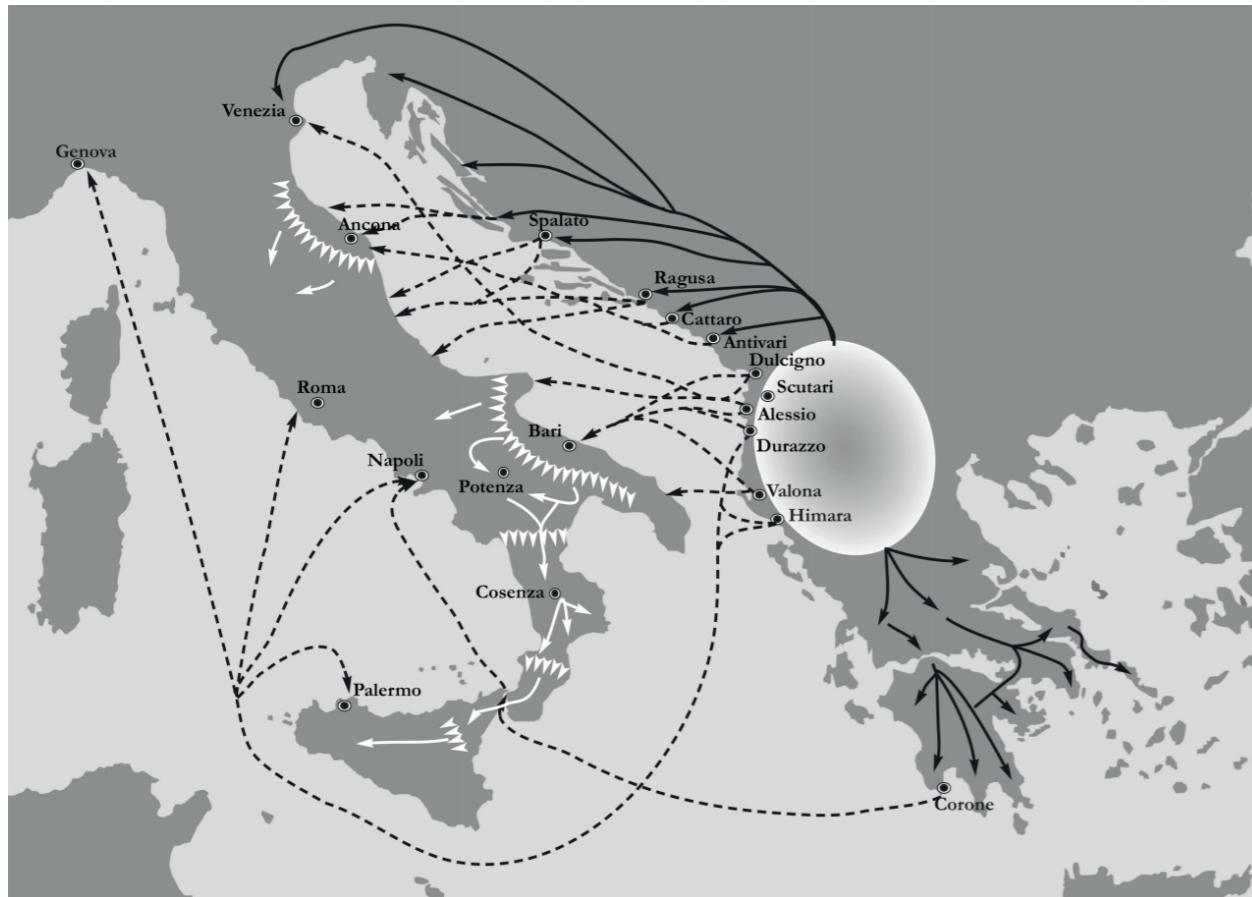 Venezia
Genova
Ancona
Spalato
Ragusa
Cattaro
Antivari
Dulcigno
Scutari
Roma
Alessio
Bari
Durazzo
Napoli
Potenza
Valona
Himara
Cosenza
Palermo
Corone